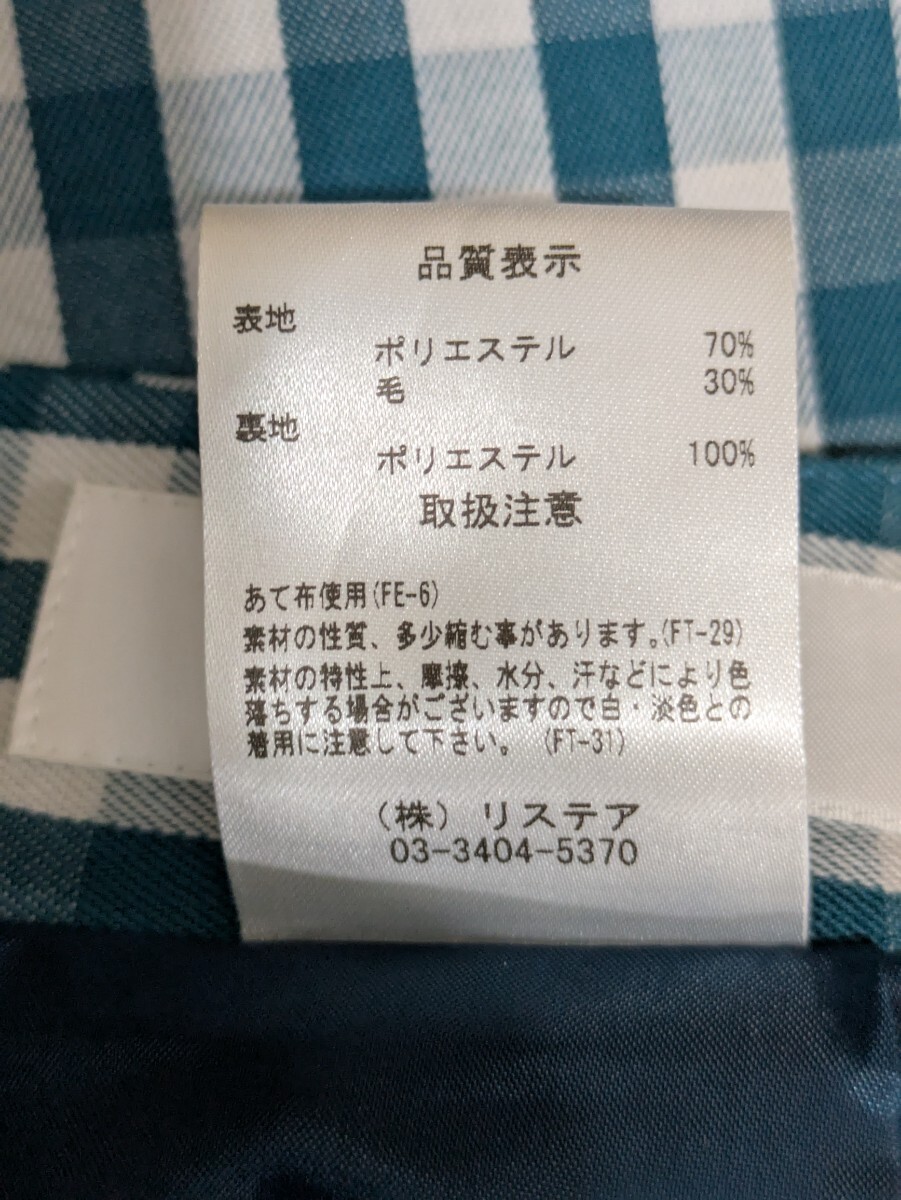 品質表示
表地
ポリエステル 70%
毛 30%
裏地
ポリエステル 100%
取扱注意
あて布使用(FE-6)
素材の性質、多少縮む事があります。(FT-29)
素材の特性上、摩擦、水分、汗などにより色
落ちする場合がございますので白・淡色との
着用に注意して下さい。 (FT-31)
(株) リステア
03-3404-5370